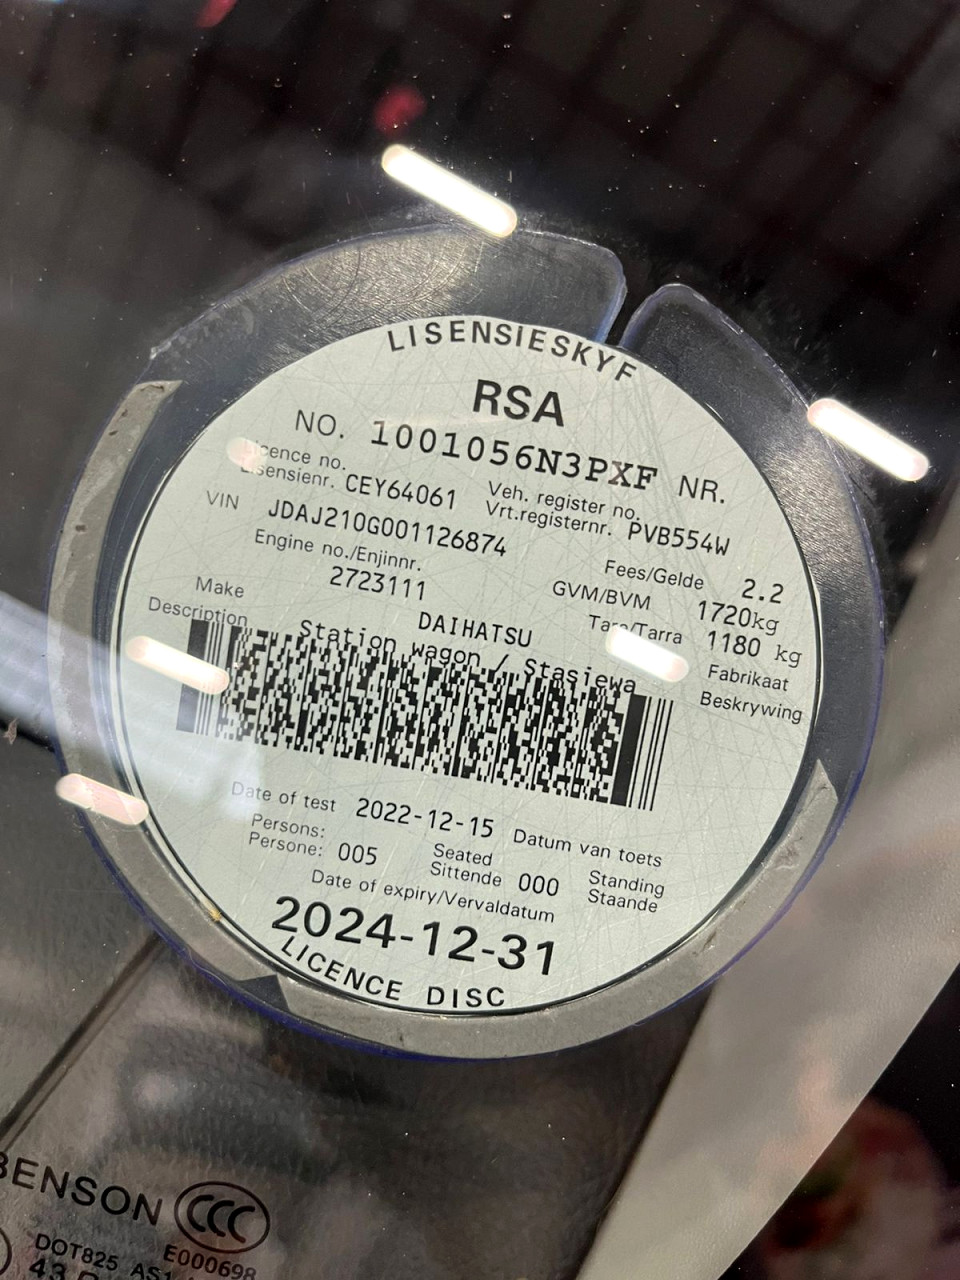 LISENSIESKYF
RSA
NO. 1001056N3PXF NR.
Licence no. Lisensienr. CEY64061 Veh. register no. Vrt.registernr. PVB554W
VIN JDAJ210G001126874
Engine no./Enjinnr. 2723111
Fees/Gelde 2.2
GVM/BVM 1720kg
Tare/Tarra 1180 kg
Make DAIHATSU Fabrikaat
Description Station wagon / Stasiewa Beskrywing
Date of test 2022-12-15 Datum van toets
Persons: Persone: 005 Seated Sittende 000 Standing Staande
Date of expiry/Vervaldatum
2024-12-31
LICENCE DISC
BENSON CCC
DOT825 E000698
43